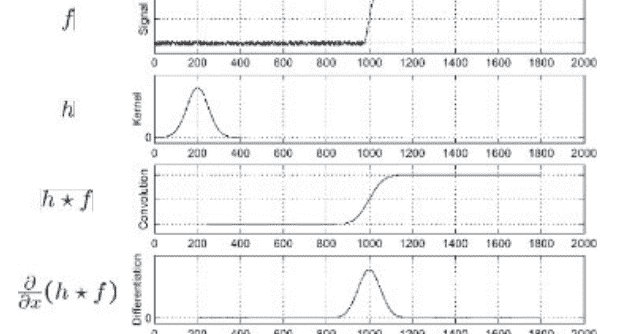 f
Signal
0 200 400 600 800 1000 1200 1400 1600 1800 2000
h
Kernel
0
0 200 400 600 800 1000 1200 1400 1600 1800 2000
h ⋆ f
Convolution
0 200 400 600 800 1000 1200 1400 1600 1800 2000
∂/∂x (h ⋆ f)
Differentiation
0
0 200 400 600 800 1000 1200 1400 1600 1800 2000